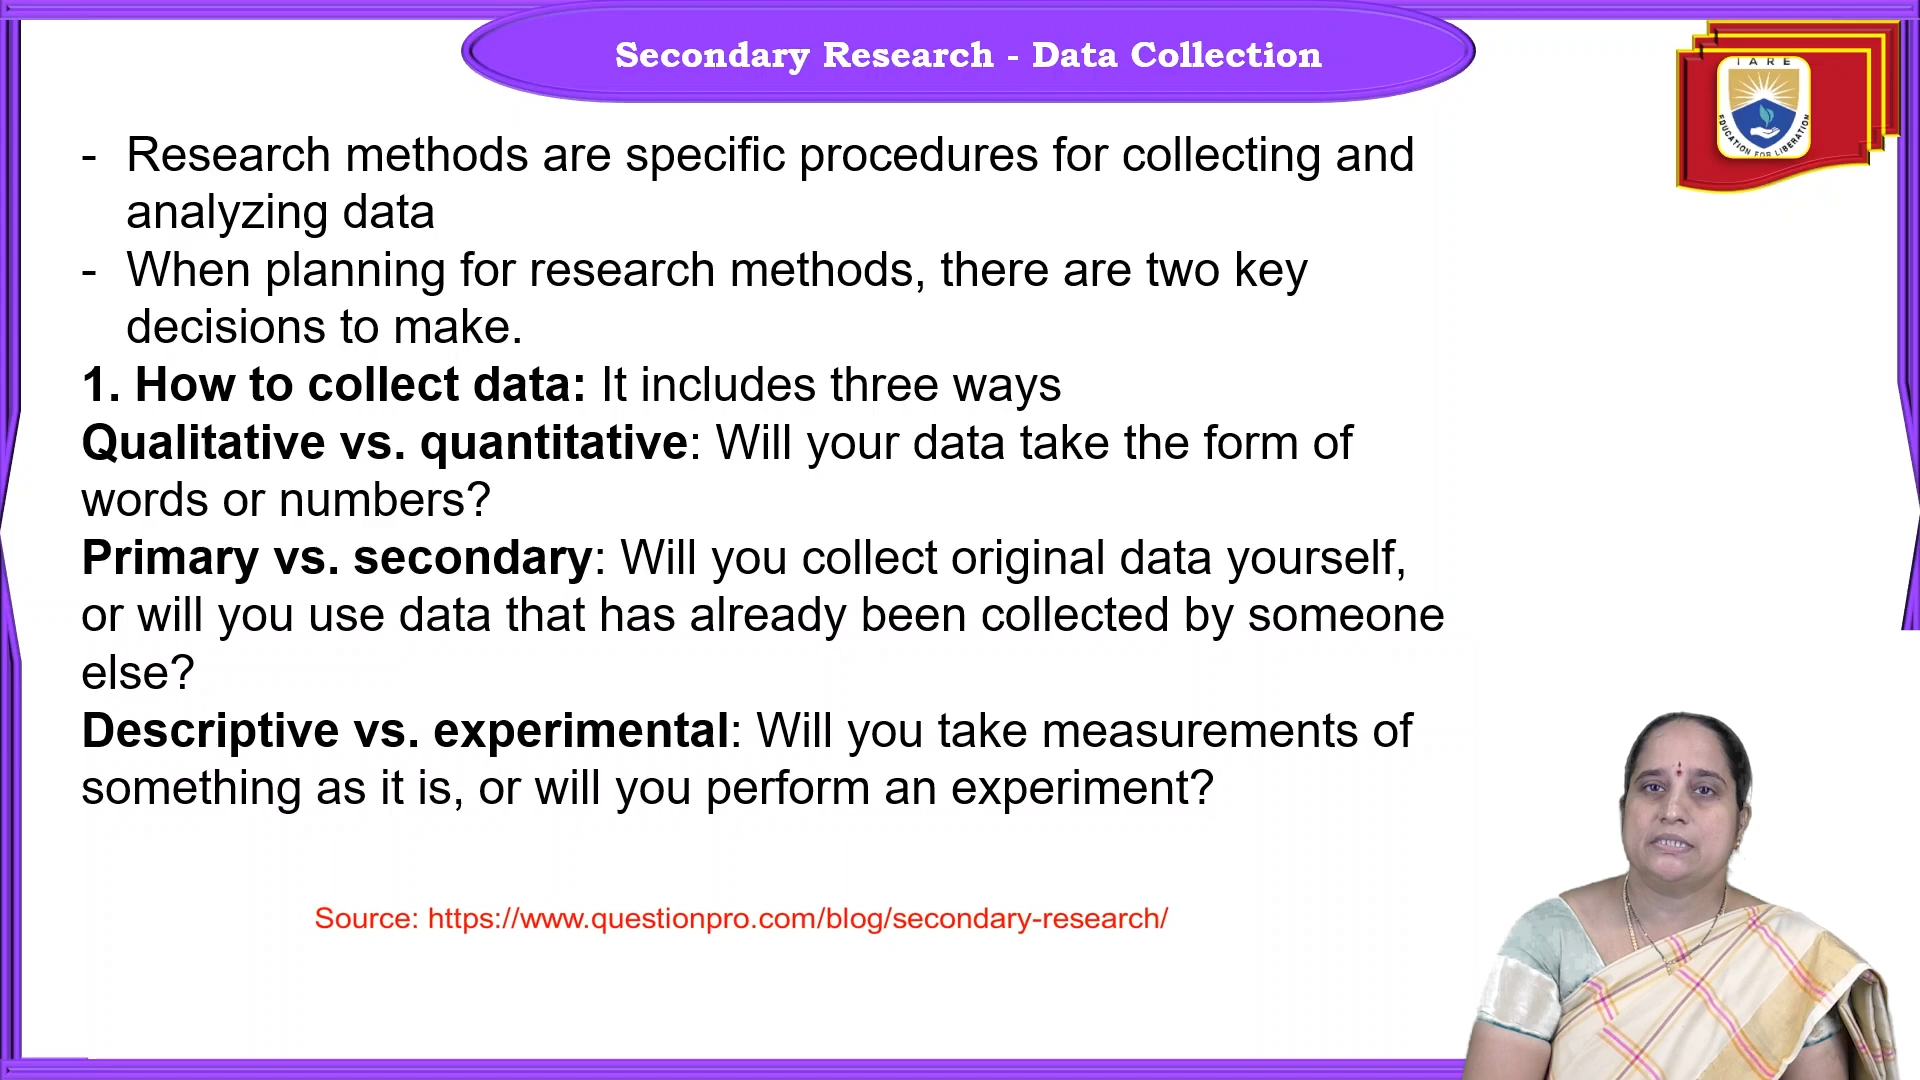 Secondary Research - Data Collection
IARE
EDUCATION FOR LIBERATION
- Research methods are specific procedures for collecting and
analyzing data
- When planning for research methods, there are two key
decisions to make.
1. How to collect data: It includes three ways
Qualitative vs. quantitative: Will your data take the form of
words or numbers?
Primary vs. secondary: Will you collect original data yourself,
or will you use data that has already been collected by someone
else?
Descriptive vs. experimental: Will you take measurements of
something as it is, or will you perform an experiment?
Source: https://www.questionpro.com/blog/secondary-research/